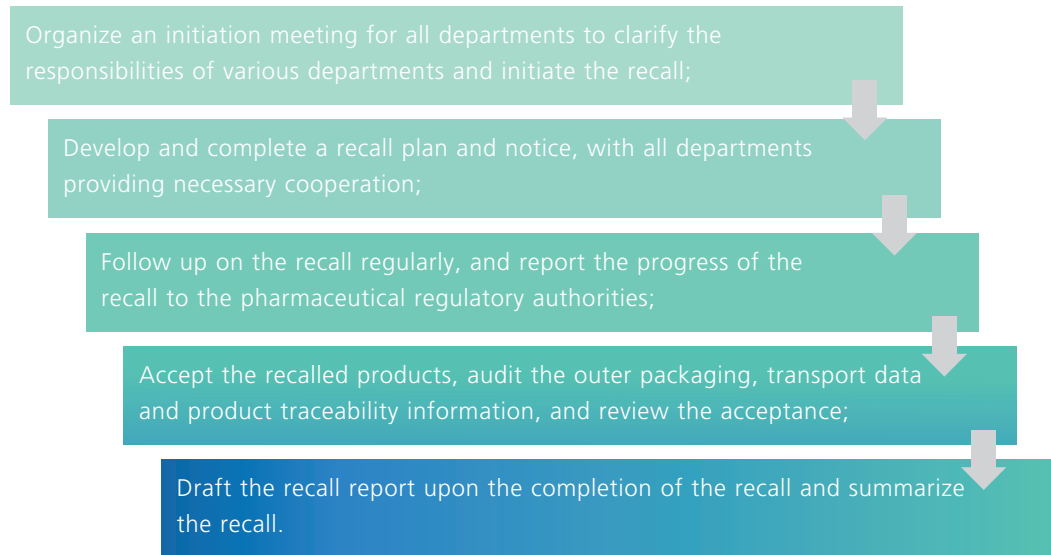 Organize an initiation meeting for all departments to clarify the
responsibilities of various departments and initiate the recall;
Develop and complete a recall plan and notice, with all departments
providing necessary cooperation;
Follow up on the recall regularly, and report the progress of the
recall to the pharmaceutical regulatory authorities;
Accept the recalled products, audit the outer packaging, transport data
and product traceability information, and review the acceptance;
Draft the recall report upon the completion of the recall and summarize
the recall.